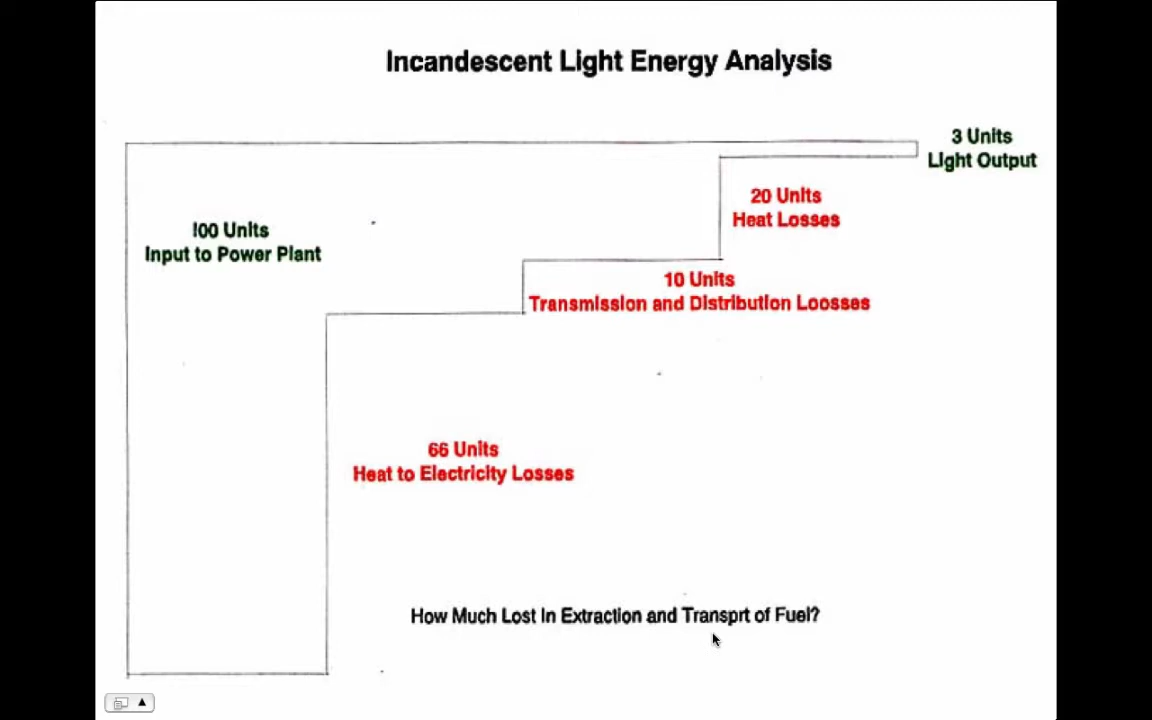 Incandescent Light Energy Analysis
3 Units
Light Output
20 Units
Heat Losses
100 Units
Input to Power Plant
10 Units
Transmission and Distribution Loosses
66 Units
Heat to Electricity Losses
How Much Lost In Extraction and Transprt of Fuel?